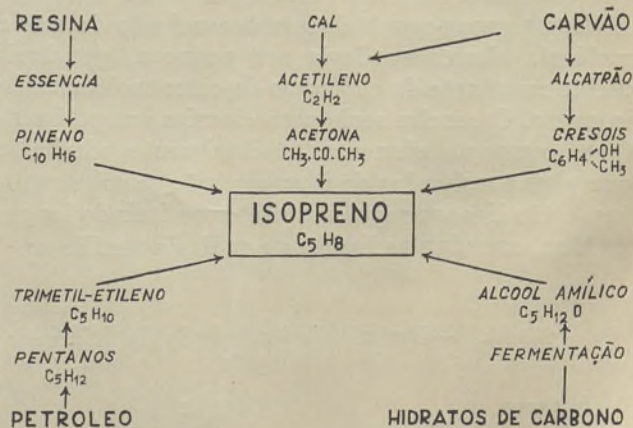 RESINA
CAL
CARVÃO
ESSENCIA
ACETILENO
C₂H₂
ALCATRÃO
PINENO
C₁₀H₁₆
ACETONA
CH₃.CO.CH₃
CRESOIS
C₆H₄ OH
CH₃
ISOPRENO
C₅H₈
TRIMETIL-ETILENO
C₅H₁₀
ALCOOL AMÍLICO
C₅H₁₂O
PENTANOS
C₅H₁₂
FERMENTAÇÃO
PETROLEO
HIDRATOS DE CARBONO